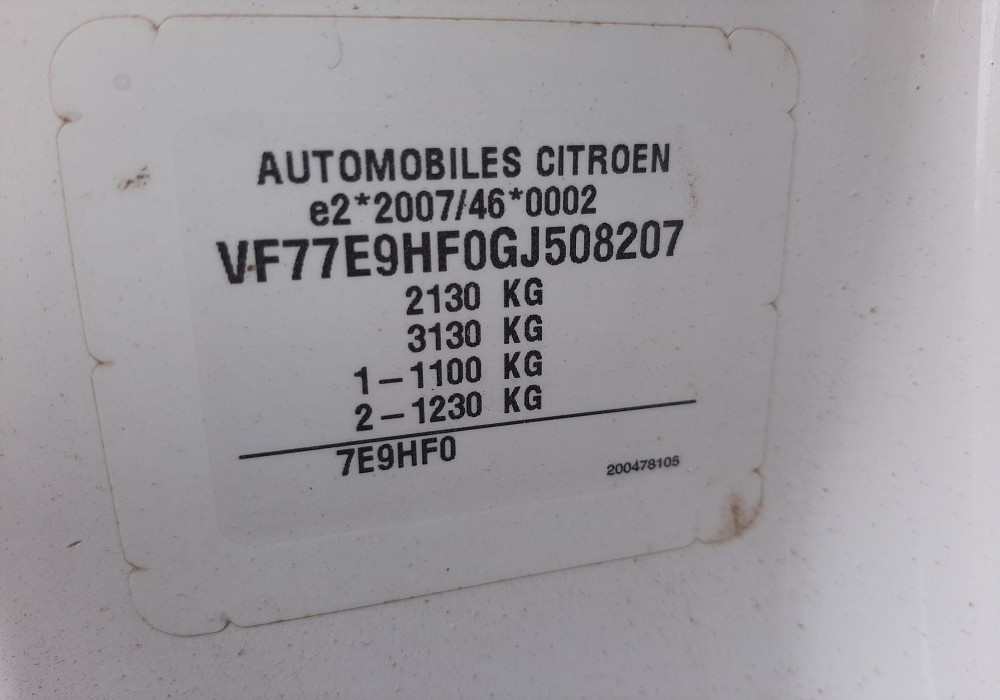 AUTOMOBILES CITROEN
e2*2007/46*0002
VF77E9HF0GJ508207
2130 KG
3130 KG
1-1100 KG
2-1230 KG
7E9HF0
200478105